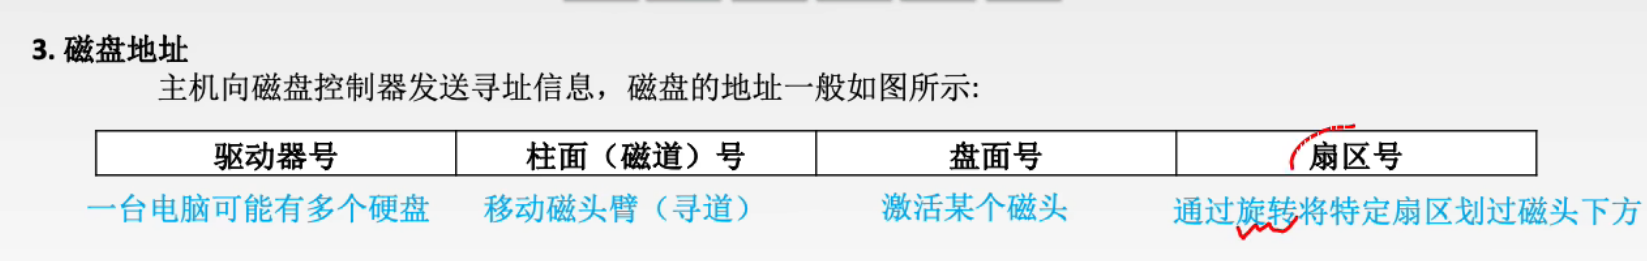 3. 磁盘地址
主机向磁盘控制器发送寻址信息，磁盘的地址一般如图所示:
驱动器号 柱面（磁道）号 盘面号 扇区号
一台电脑可能有多个硬盘 移动磁头臂（寻道） 激活某个磁头 通过旋转将特定扇区划过磁头下方